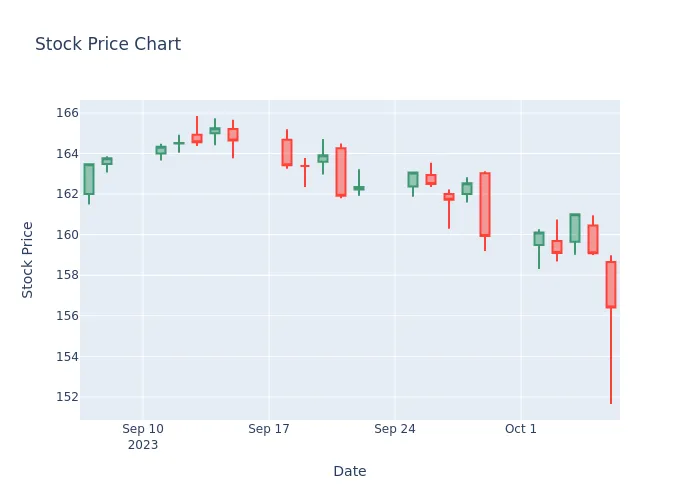 Stock Price Chart
166
164
162
160
158
156
154
152
Stock Price
Sep 10
2023
Sep 17
Sep 24
Oct 1
Date